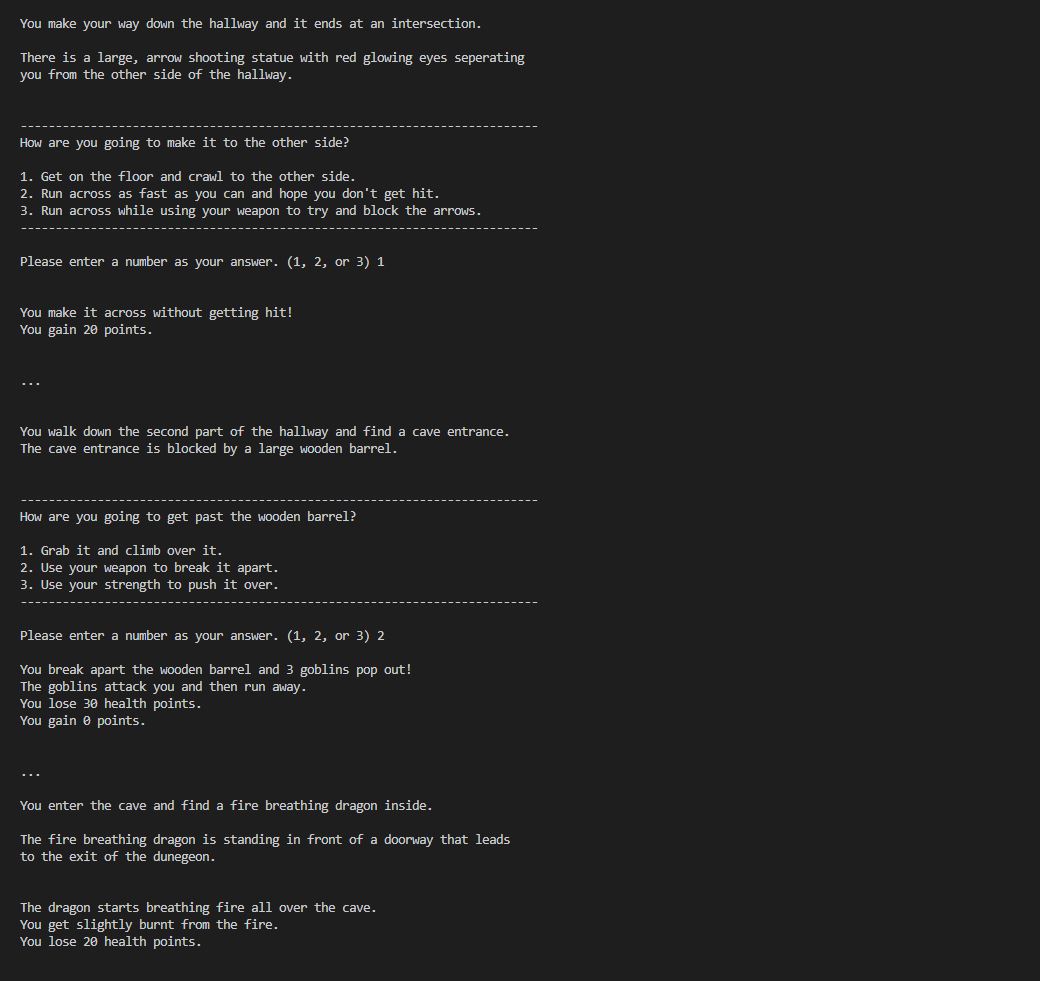 You make your way down the hallway and it ends at an intersection.
There is a large, arrow shooting statue with red glowing eyes seperating
you from the other side of the hallway.
--------------------------------------------------------------------------
How are you going to make it to the other side?
1. Get on the floor and crawl to the other side.
2. Run across as fast as you can and hope you don't get hit.
3. Run across while using your weapon to try and block the arrows.
--------------------------------------------------------------------------
Please enter a number as your answer. (1, 2, or 3) 1
You make it across without getting hit!
You gain 20 points.
...
You walk down the second part of the hallway and find a cave entrance.
The cave entrance is blocked by a large wooden barrel.
--------------------------------------------------------------------------
How are you going to get past the wooden barrel?
1. Grab it and climb over it.
2. Use your weapon to break it apart.
3. Use your strength to push it over.
--------------------------------------------------------------------------
Please enter a number as your answer. (1, 2, or 3) 2
You break apart the wooden barrel and 3 goblins pop out!
The goblins attack you and then run away.
You lose 30 health points.
You gain 0 points.
...
You enter the cave and find a fire breathing dragon inside.
The fire breathing dragon is standing in front of a doorway that leads
to the exit of the dunegeon.
The dragon starts breathing fire all over the cave.
You get slightly burnt from the fire.
You lose 20 health points.